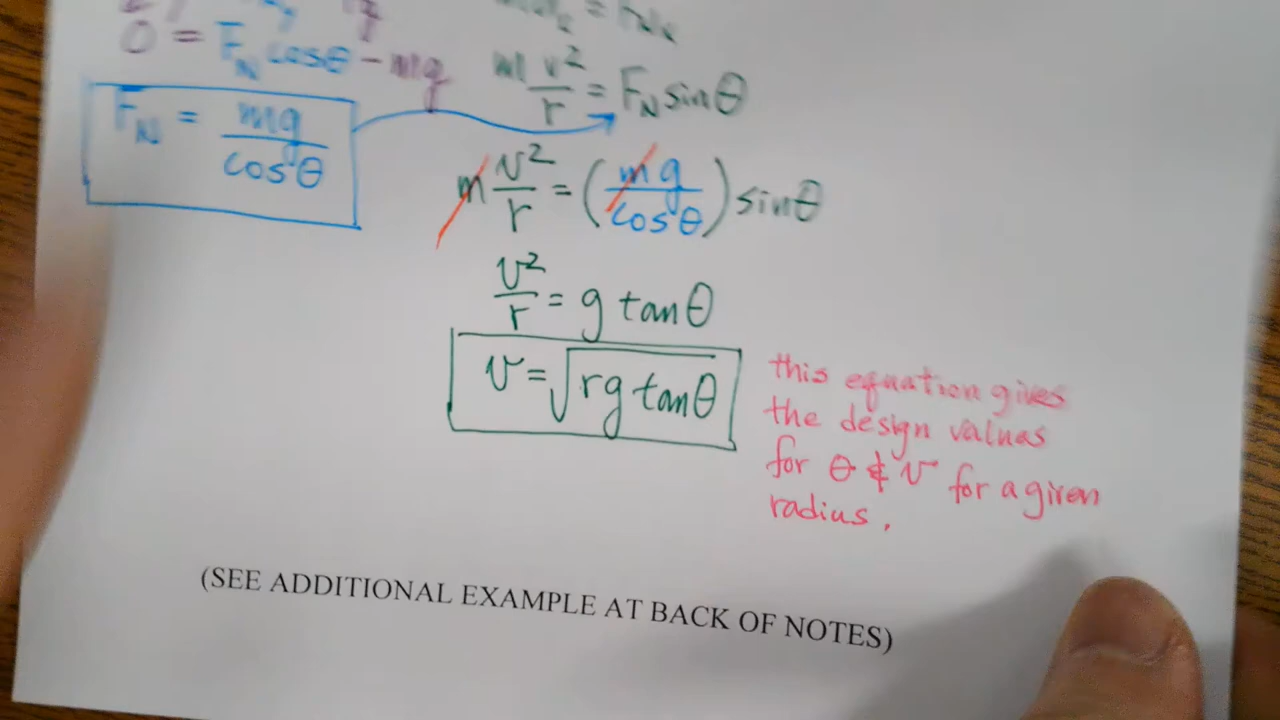 0 = F_N cosθ - mg
m v²/r = F_N sinθ
F_N = mg/cosθ
m v²/r = (mg/cosθ) sinθ
v²/r = g tanθ
v = √(rg tanθ)
this equation gives
the design values
for θ & v for a given
radius.
(SEE ADDITIONAL EXAMPLE AT BACK OF NOTES)